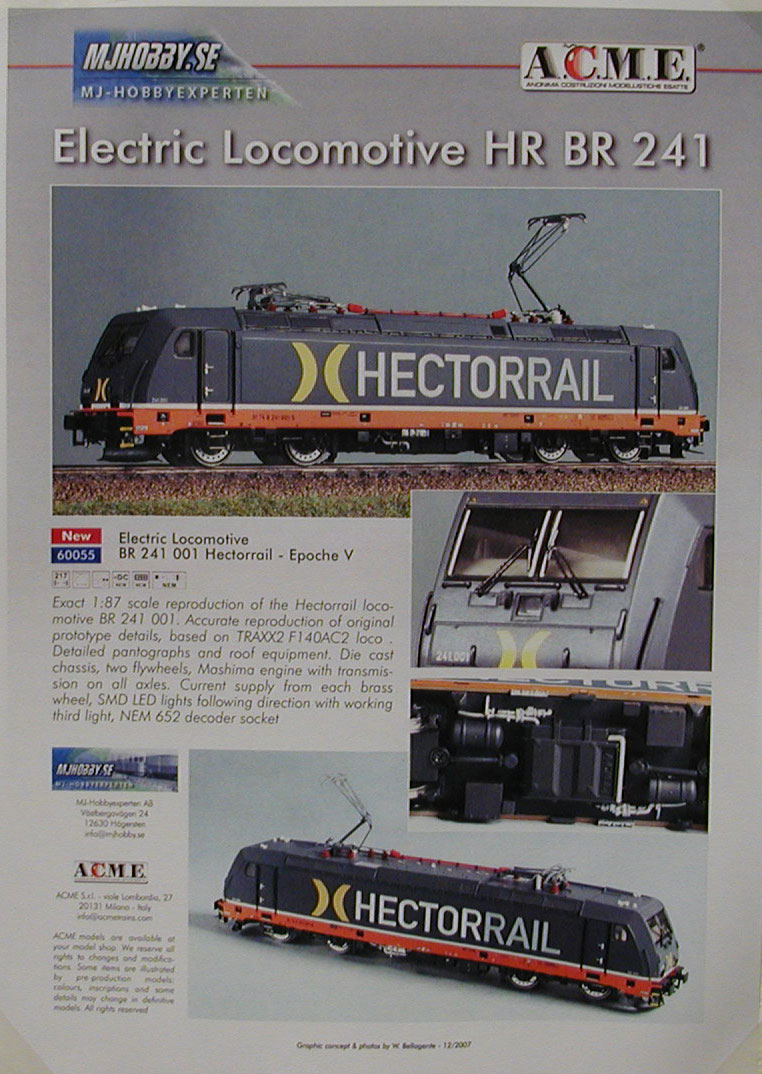 MJHOBBY.SE
MJ-HOBBYEXPERTEN
A.C.M.E.®
ANONIMA COSTRUZIONI MODELLISTICHE ESATTE
Electric Locomotive HR BR 241
HECTORRAIL
New
60055
Electric Locomotive
BR 241 001 Hectorrail - Epoche V
217
Exact 1:87 scale reproduction of the Hectorrail loco-
motive BR 241 001. Accurate reproduction of original
prototype details, based on TRAXX2 F140AC2 loco .
Detailed pantographs and roof equipment. Die cast
chassis, two flywheels, Mashima engine with transmis-
sion on all axles. Current supply from each brass
wheel, SMD LED lights following direction with working
third light, NEM 652 decoder socket
241.001
MJHOBBY.SE
MJ-HOBBYEXPERTEN
MJ-Hobbyexperten AB
24
12630 Hägersten
info@mjhobby.se
A.C.M.E.
ACME S.r.l. - viale Lombardia, 27
20131 Milano - Italy
info@acmetrains.com
ACME models are available at
your model shop. We reserve all
rights to changes and modifica-
tions. Some items are illustrated
by pre-production models:
colours, inscriptions and some
details may change in definitive
models. All rights reserved
HECTORRAIL
Graphic concept & photos by W. Bellagente - 12/2007